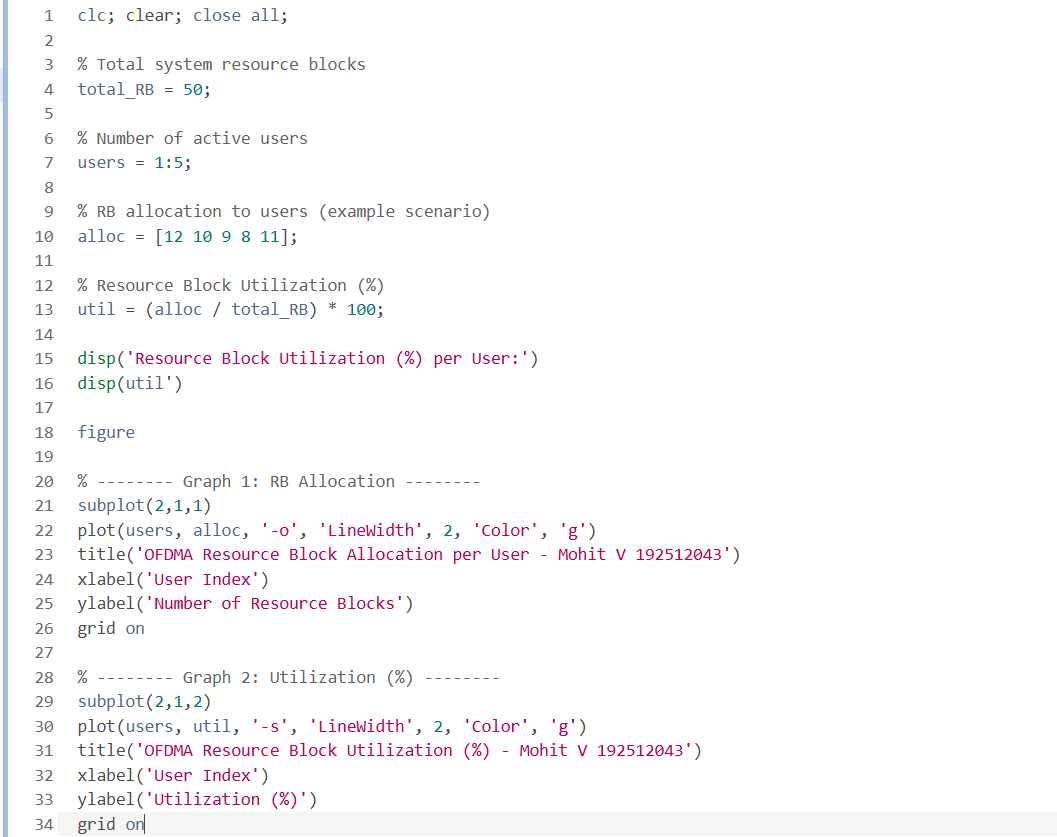 1 clc; clear; close all;
2
3 % Total system resource blocks
4 total_RB = 50;
5
6 % Number of active users
7 users = 1:5;
8
9 % RB allocation to users (example scenario)
10 alloc = [12 10 9 8 11];
11
12 % Resource Block Utilization (%)
13 util = (alloc / total_RB) * 100;
14
15 disp('Resource Block Utilization (%) per User:')
16 disp(util')
17
18 figure
19
20 % -------- Graph 1: RB Allocation --------
21 subplot(2,1,1)
22 plot(users, alloc, '-o', 'LineWidth', 2, 'Color', 'g')
23 title('OFDMA Resource Block Allocation per User - Mohit V 192512043')
24 xlabel('User Index')
25 ylabel('Number of Resource Blocks')
26 grid on
27
28 % -------- Graph 2: Utilization (%) --------
29 subplot(2,1,2)
30 plot(users, util, '-s', 'LineWidth', 2, 'Color', 'g')
31 title('OFDMA Resource Block Utilization (%) - Mohit V 192512043')
32 xlabel('User Index')
33 ylabel('Utilization (%)')
34 grid on